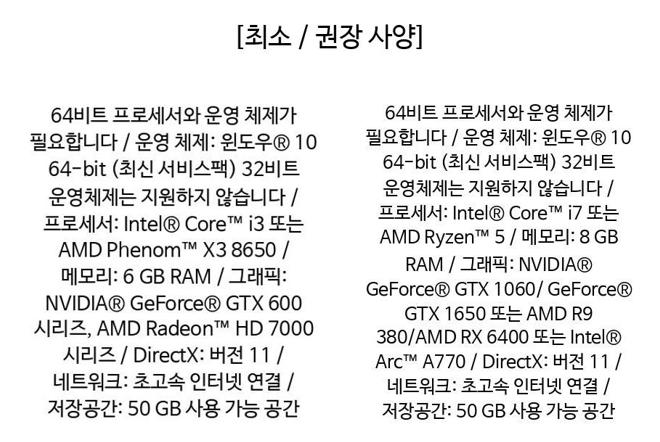 [최소 / 권장 사양]
64비트 프로세서와 운영 체제가
필요합니다 / 운영 체제: 윈도우® 10
64-bit (최신 서비스팩) 32비트
운영체제는 지원하지 않습니다 /
프로세서: Intel® Core™ i3 또는
AMD Phenom™ X3 8650 /
메모리: 6 GB RAM / 그래픽:
NVIDIA® GeForce® GTX 600
시리즈, AMD Radeon™ HD 7000
시리즈 / DirectX: 버전 11 /
네트워크: 초고속 인터넷 연결 /
저장공간: 50 GB 사용 가능 공간
64비트 프로세서와 운영 체제가
필요합니다 / 운영 체제: 윈도우® 10
64-bit (최신 서비스팩) 32비트
운영체제는 지원하지 않습니다 /
프로세서: Intel® Core™ i7 또는
AMD Ryzen™ 5 / 메모리: 8 GB
RAM / 그래픽: NVIDIA®
GeForce® GTX 1060/ GeForce®
GTX 1650 또는 AMD R9
380/AMD RX 6400 또는 Intel®
Arc™ A770 / DirectX: 버전 11 /
네트워크: 초고속 인터넷 연결 /
저장공간: 50 GB 사용 가능 공간